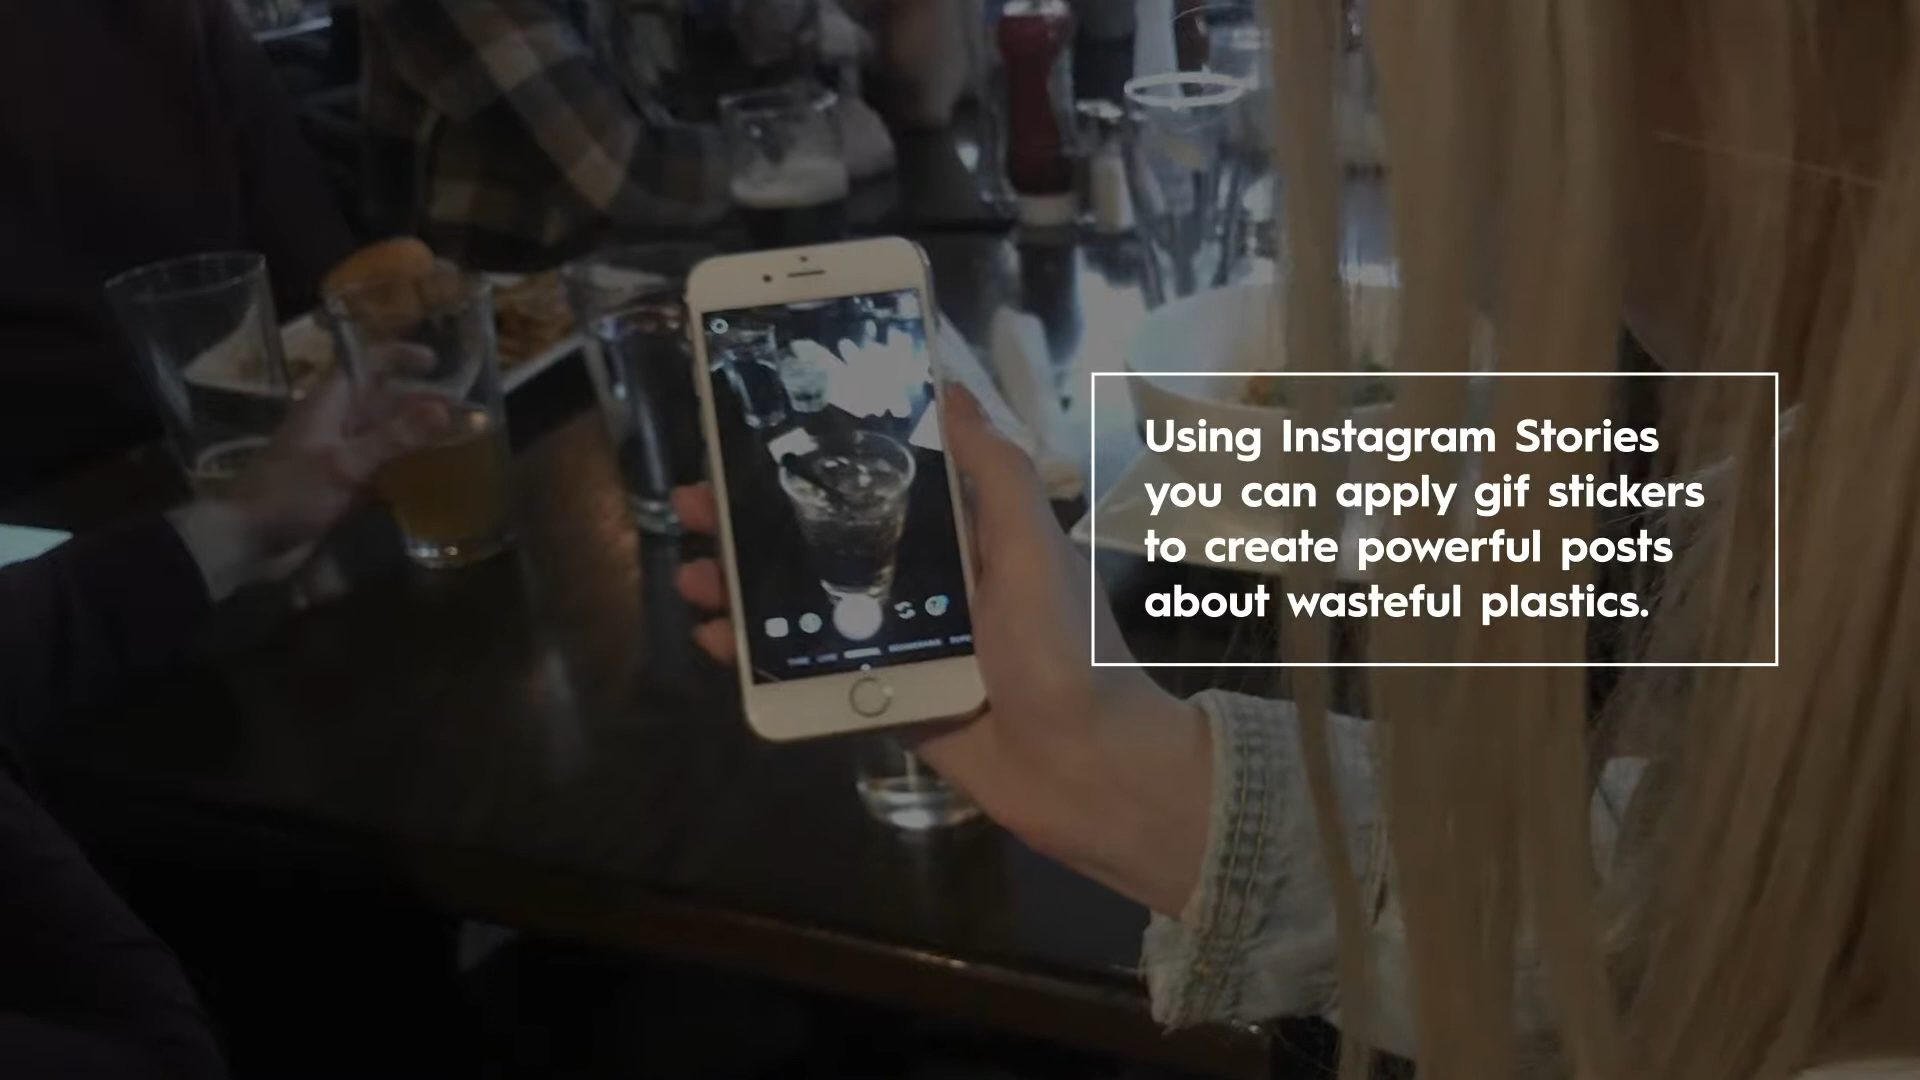 Using Instagram Stories
you can apply gif stickers
to create powerful posts
about wasteful plastics.